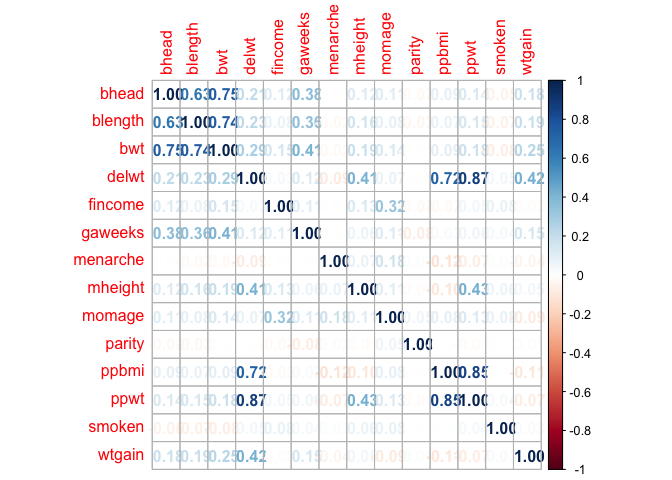 bhead blength bwt delwt fincome gaweeks menarche mheight momage parity ppbmi ppwt smoken wtgain
bhead 1.00 0.63 0.75 0.21 0.12 0.38 0.12 0.11 0.09 0.14 0.18
blength 0.63 1.00 0.74 0.23 0.08 0.36 0.16 0.08 0.07 0.15 0.19
bwt 0.75 0.74 1.00 0.29 0.15 0.41 0.19 0.14 0.09 0.18 0.25
delwt 0.21 0.23 0.29 1.00 0.12 0.41 0.07 0.72 0.87 0.42
fincome 0.12 0.08 0.15 1.00 0.11 0.13 0.32 0.08
gaweeks 0.38 0.36 0.41 0.12 0.11 1.00 0.11 -0.08 0.15
menarche -0.09 1.00 0.07 0.18 -0.12 -0.07
mheight 0.12 0.16 0.19 0.41 0.13 0.07 1.00 0.11 -0.10 0.43
momage 0.11 0.08 0.14 0.07 0.32 0.11 0.18 0.11 1.00 0.08 0.13 0.08 -0.09
parity -0.08 1.00
ppbmi 0.09 0.07 0.09 0.72 -0.12 -0.10 0.08 1.00 0.85 -0.11
ppwt 0.14 0.15 0.18 0.87 -0.07 0.43 0.13 0.85 1.00 -0.07
smoken 0.08 0.08 1.00
wtgain 0.18 0.19 0.25 0.42 0.15 -0.09 -0.11 -0.07 1.00
1
0.8
0.6
0.4
0.2
0
-0.2
-0.4
-0.6
-0.8
-1